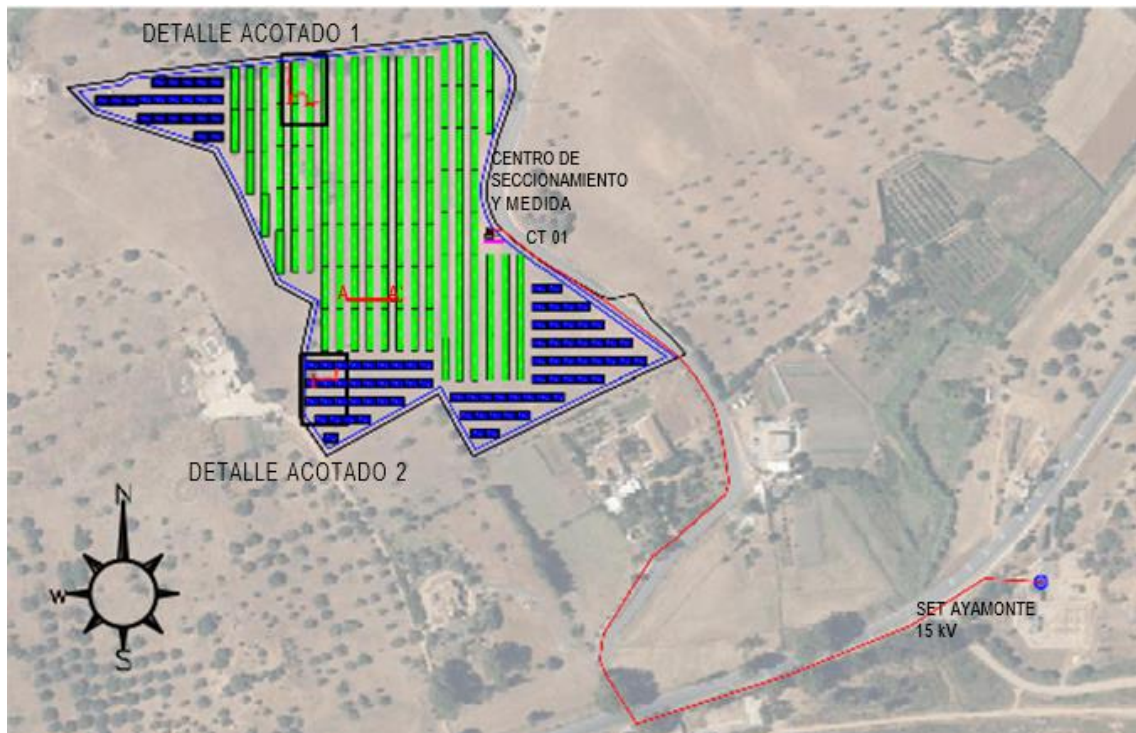 DETALLE ACOTADO 1
CENTRO DE
SECCIONAMIENTO
Y MEDIDA
CT 01
A
A
DETALLE ACOTADO 2
N
W
S
SET AYAMONTE
15 kV